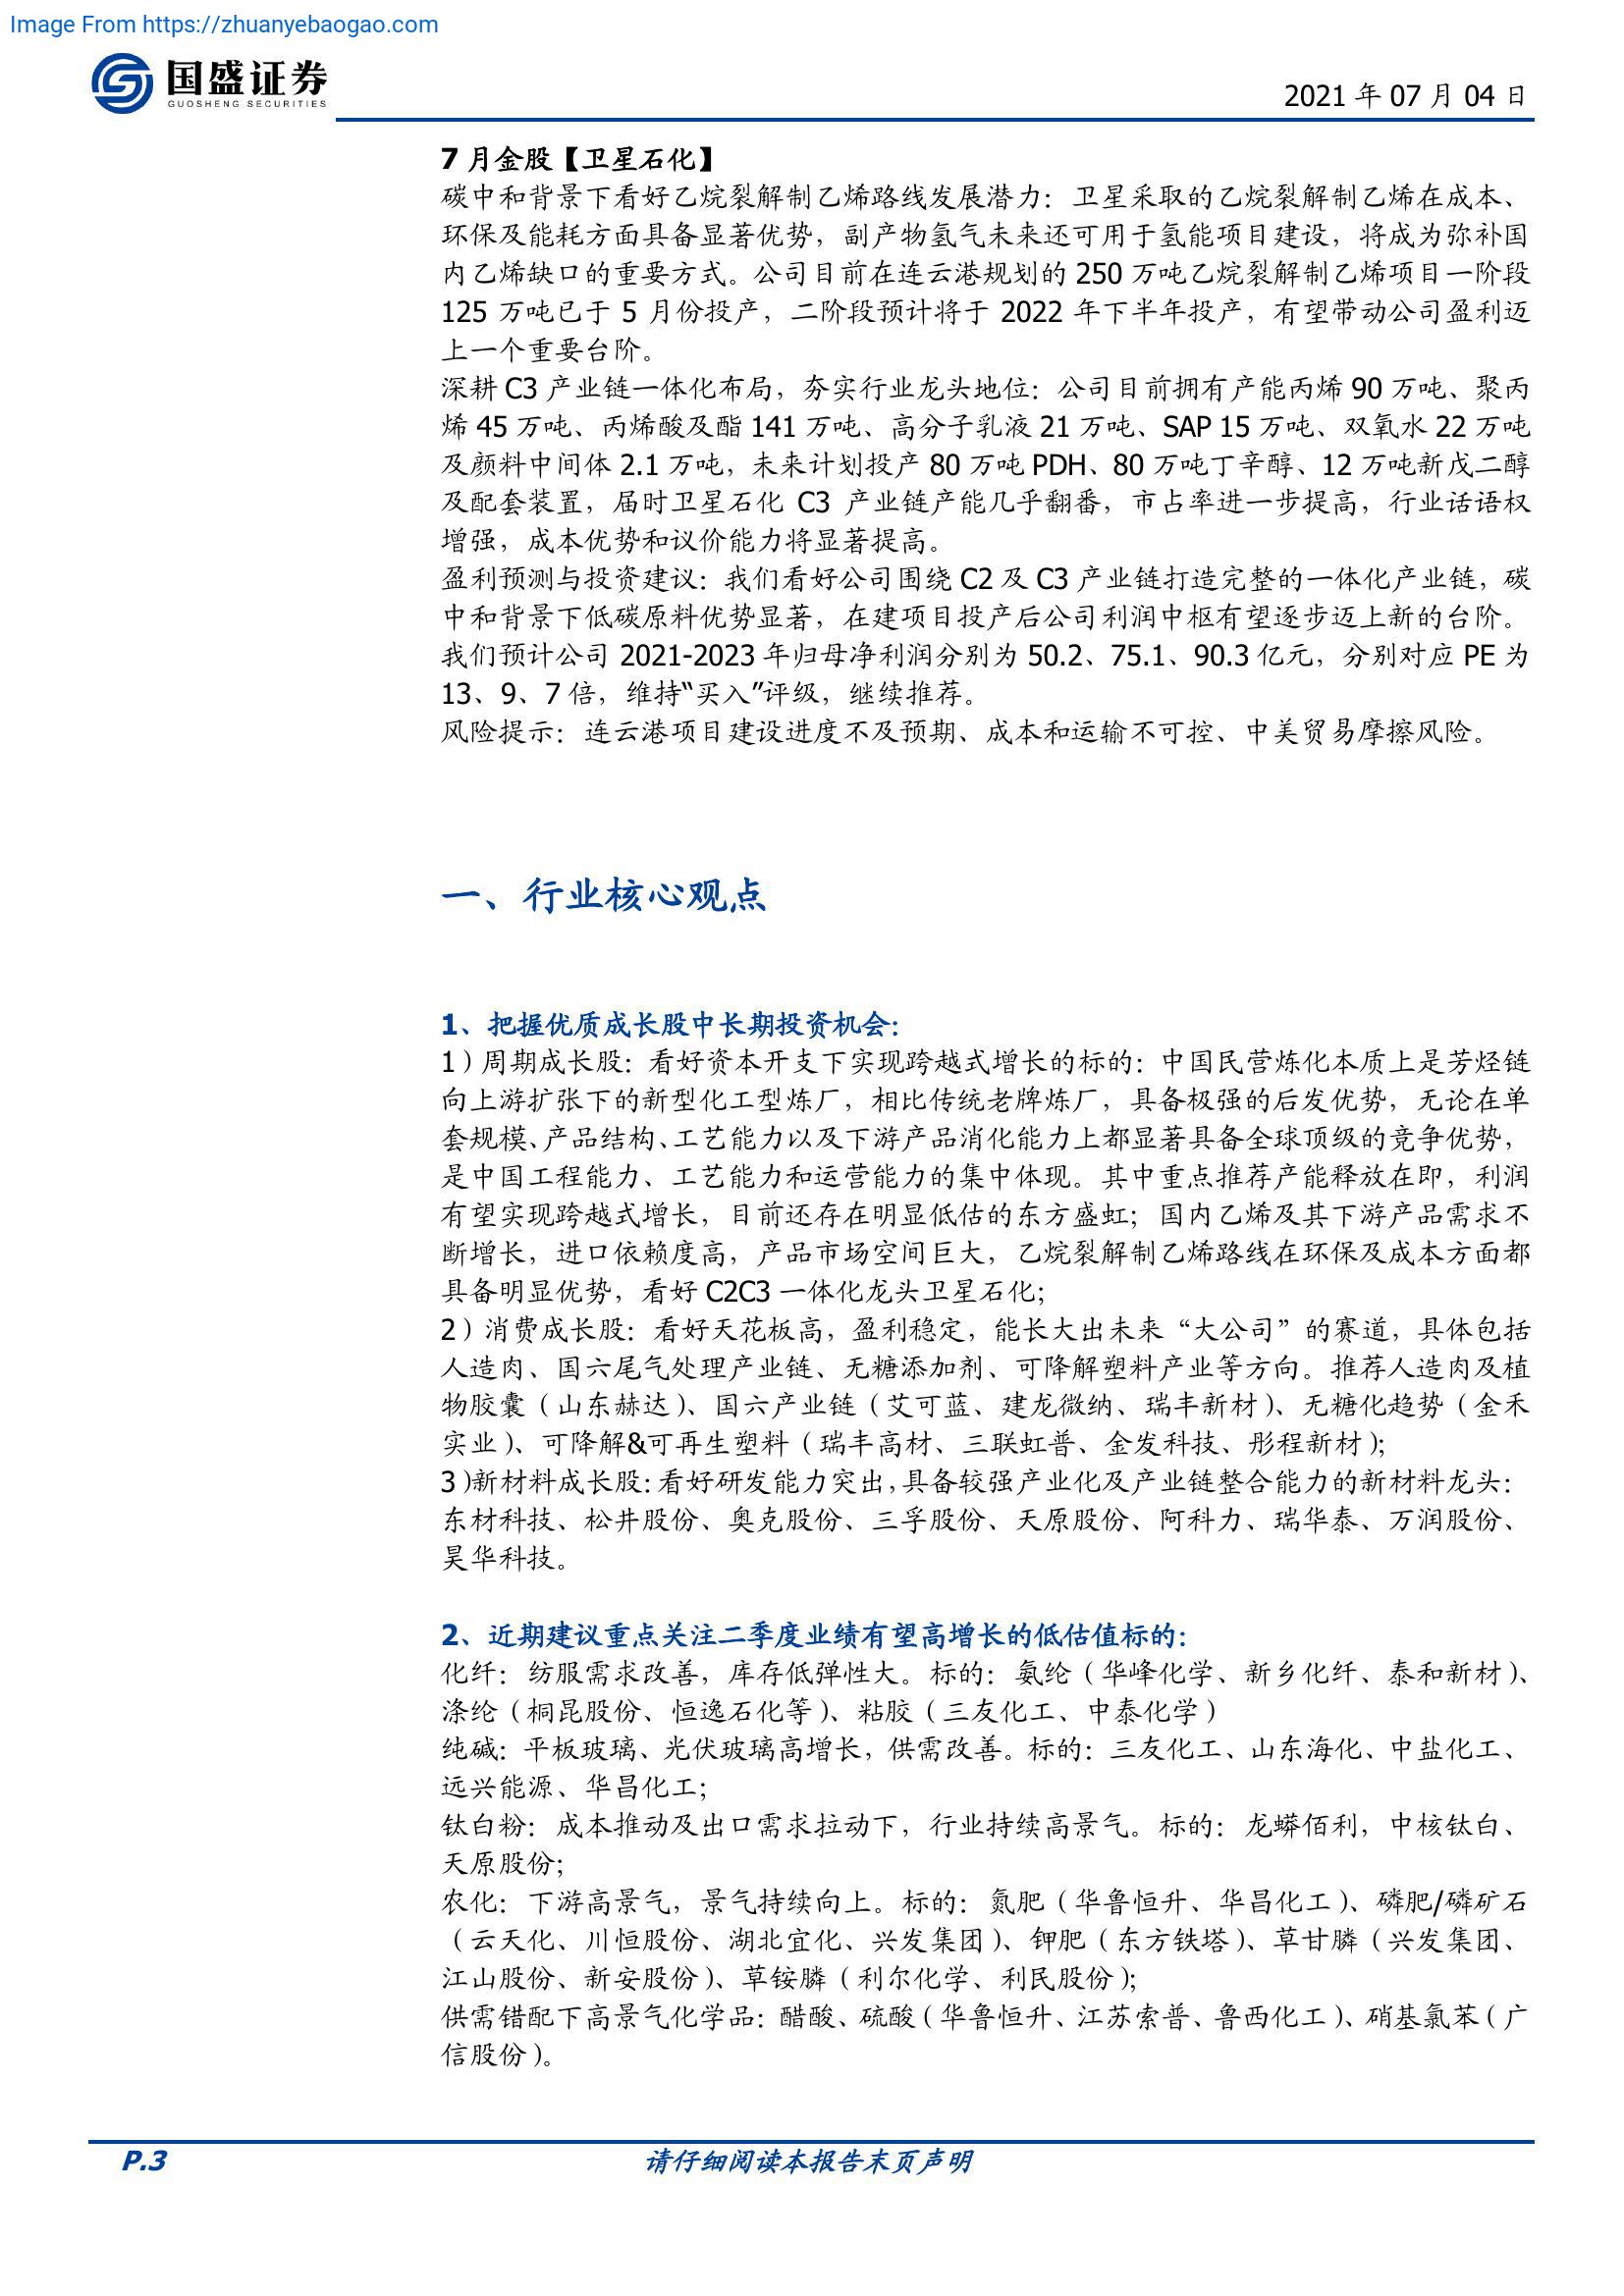 Image From https://zhuanyebaogao.com
国盛证券
GUOSHENG SECURITIES
2021 年 07 月 04 日
7 月金股【卫星石化】
碳中和背景下看好乙烷裂解制乙烯路线发展潜力：卫星采取的乙烷裂解制乙烯在成本、
环保及能耗方面具备显著优势，副产物氢气未来还可用于氢能项目建设，将成为弥补国
内乙烯缺口的重要方式。公司目前在连云港规划的 250 万吨乙烷裂解制乙烯项目一阶段
125 万吨已于 5 月份投产，二阶段预计将于 2022 年下半年投产，有望带动公司盈利迈
上一个重要台阶。
深耕 C3 产业链一体化布局，夯实行业龙头地位：公司目前拥有产能丙烯 90 万吨、聚丙
烯 45 万吨、丙烯酸及酯 141 万吨、高分子乳液 21 万吨、SAP 15 万吨、双氧水 22 万吨
及颜料中间体 2.1 万吨，未来计划投产 80 万吨 PDH、80 万吨丁辛醇、12 万吨新戊二醇
及配套装置，届时卫星石化 C3 产业链产能几乎翻番，市占率进一步提高，行业话语权
增强，成本优势和议价能力将显著提高。
盈利预测与投资建议：我们看好公司围绕 C2 及 C3 产业链打造完整的一体化产业链，碳
中和背景下低碳原料优势显著，在建项目投产后公司利润中枢有望逐步迈上新的台阶。
我们预计公司 2021-2023 年归母净利润分别为 50.2、75.1、90.3 亿元，分别对应 PE 为
13、9、7 倍，维持“买入”评级，继续推荐。
风险提示：连云港项目建设进度不及预期、成本和运输不可控、中美贸易摩擦风险。
一、行业核心观点
1、把握优质成长股中长期投资机会：
1）周期成长股：看好资本开支下实现跨越式增长的标的：中国民营炼化本质上是芳烃链
向上游扩张下的新型化工型炼厂，相比传统老牌炼厂，具备极强的后发优势，无论在单
套规模、产品结构、工艺能力以及下游产品消化能力上都显著具备全球顶级的竞争优势，
是中国工程能力、工艺能力和运营能力的集中体现。其中重点推荐产能释放在即，利润
有望实现跨越式增长，目前还存在明显低估的东方盛虹；国内乙烯及其下游产品需求不
断增长，进口依赖度高，产品市场空间巨大，乙烷裂解制乙烯路线在环保及成本方面都
具备明显优势，看好 C2C3 一体化龙头卫星石化；
2）消费成长股：看好天花板高，盈利稳定，能长大出未来“大公司”的赛道，具体包括
人造肉、国六尾气处理产业链、无糖添加剂、可降解塑料产业等方向。推荐人造肉及植
物胶囊（山东赫达）、国六产业链（艾可蓝、建龙微纳、瑞丰新材）、无糖化趋势（金禾
实业）、可降解&可再生塑料（瑞丰高材、三联虹普、金发科技、彤程新材）；
3）新材料成长股：看好研发能力突出，具备较强产业化及产业链整合能力的新材料龙头：
东材科技、松井股份、奥克股份、三孚股份、天原股份、阿科力、瑞华泰、万润股份、
昊华科技。
2、近期建议重点关注二季度业绩有望高增长的低估值标的：
化纤：纺服需求改善，库存低弹性大。标的：氨纶（华峰化学、新乡化纤、泰和新材）、
涤纶（桐昆股份、恒逸石化等）、粘胶（三友化工、中泰化学）
纯碱：平板玻璃、光伏玻璃高增长，供需改善。标的：三友化工、山东海化、中盐化工、
远兴能源、华昌化工；
钛白粉：成本推动及出口需求拉动下，行业持续高景气。标的：龙蟒佰利，中核钛白、
天原股份；
农化：下游高景气，景气持续向上。标的：氮肥（华鲁恒升、华昌化工）、磷肥/磷矿石
（云天化、川恒股份、湖北宜化、兴发集团）、钾肥（东方铁塔）、草甘膦（兴发集团、
江山股份、新安股份）、草铵膦（利尔化学、利民股份）；
供需错配下高景气化学品：醋酸、硫酸（华鲁恒升、江苏索普、鲁西化工）、硝基氯苯（广
信股份）。
P.3
请仔细阅读本报告末页声明